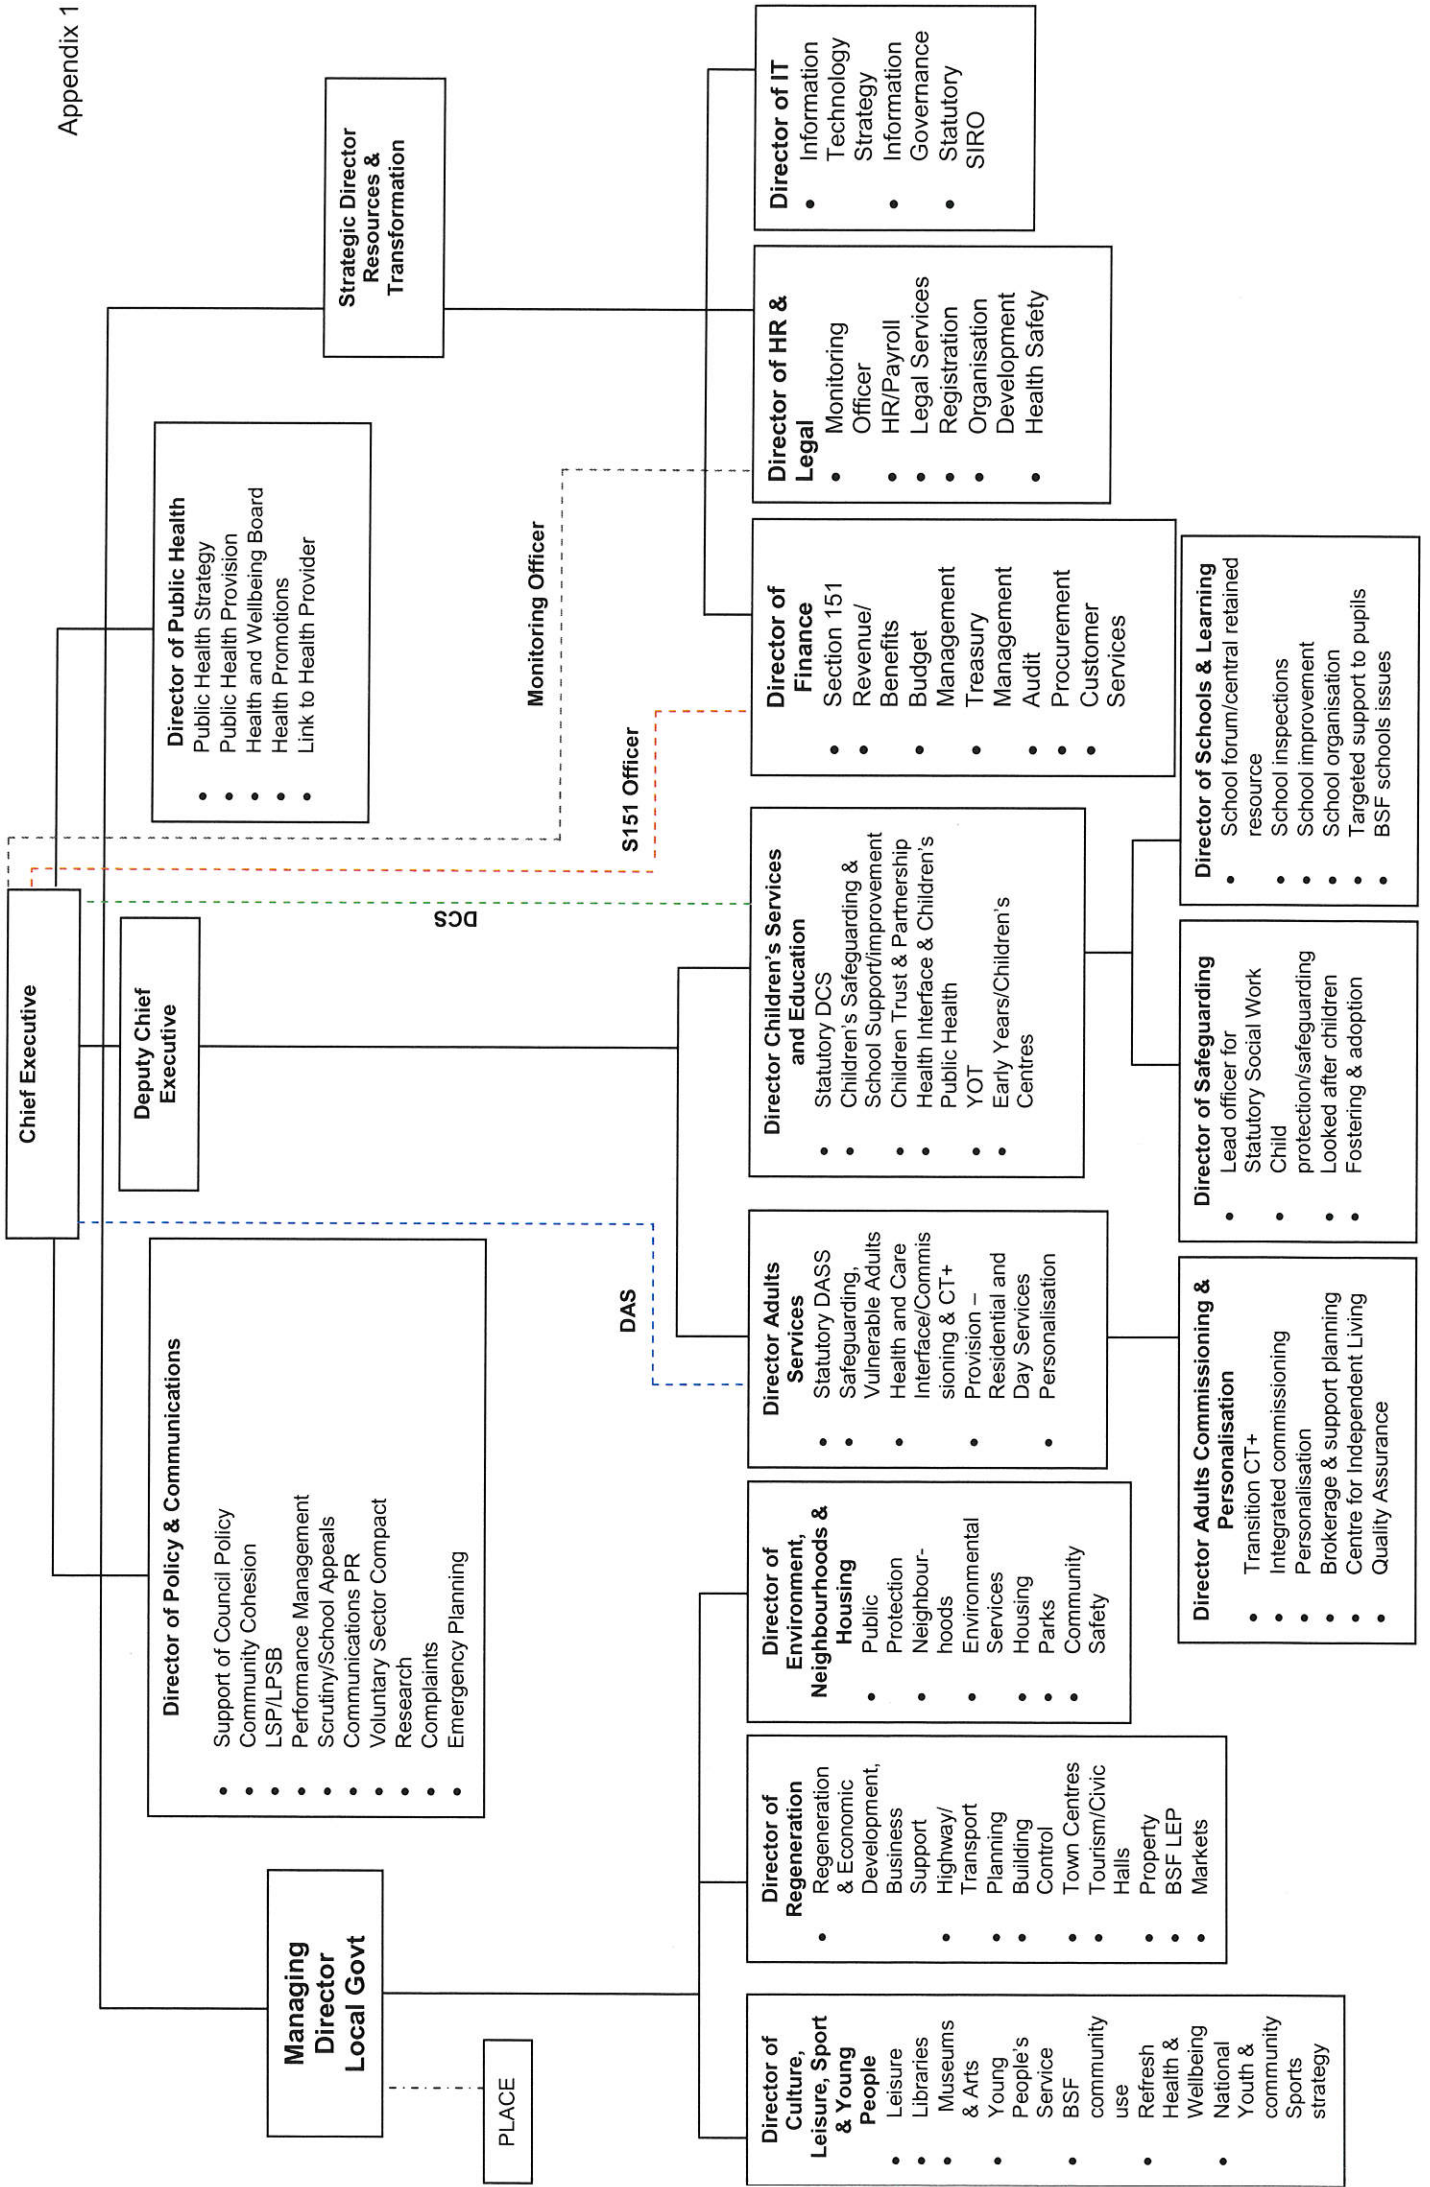 Appendix 1
Chief Executive
Deputy Chief
Executive
Director of Policy & Communications
• Support of Council Policy
• Community Cohesion
• LSP/LPSB
• Performance Management
• Scrutiny/School Appeals
• Communications PR
• Voluntary Sector Compact
• Research
• Complaints
• Emergency Planning
Director of Public Health
• Public Health Strategy
• Public Health Provision
• Health and Wellbeing Board
• Health Promotions
• Link to Health Provider
Managing
Director
Local Govt
PLACE
Strategic Director
Resources &
Transformation
DAS
DCS
S151 Officer
Monitoring Officer
Director of
Culture,
Leisure, Sport
& Young
People
• Leisure
• Libraries
• Museums
& Arts
• Young
People's
Service
• BSF
community
use
• Refresh
Health &
Wellbeing
• National
Youth &
community
Sports
strategy
Director of
Regeneration
• Regeneration
& Economic
Development,
Business
Support
• Highway/
Transport
• Planning
• Building
Control
• Town Centres
• Tourism/Civic
Halls
• Property
• BSF LEP
• Markets
Director of
Environment,
Neighbourhoods &
Housing
• Public
Protection
• Neighbour-
hoods
• Environmental
Services
• Housing
• Parks
• Community
Safety
Director Adults
Services
• Statutory DASS
• Safeguarding,
Vulnerable Adults
• Health and Care
Interface/Commis
sioning & CT+
• Provision –
Residential and
Day Services
• Personalisation
Director Children's Services
and Education
• Statutory DCS
• Children's Safeguarding &
School Support/improvement
• Children Trust & Partnership
• Health Interface & Children's
Public Health
• YOT
• Early Years/Children's
Centres
Director of
Finance
• Section 151
• Revenue/
Benefits
• Budget
Management
• Treasury
Management
• Audit
• Procurement
• Customer
Services
Director of HR &
Legal
• Monitoring
Officer
• HR/Payroll
• Legal Services
• Registration
• Organisation
Development
• Health Safety
Director of IT
• Information
Technology
Strategy
• Information
Governance
• Statutory
SIRO
Director Adults Commissioning &
Personalisation
• Transition CT+
• Integrated commissioning
• Personalisation
• Brokerage & support planning
• Centre for Independent Living
• Quality Assurance
Director of Safeguarding
• Lead officer for
Statutory Social Work
• Child
protection/safeguarding
• Looked after children
• Fostering & adoption
Director of Schools & Learning
• School forum/central retained
resource
• School inspections
• School improvement
• School organisation
• Targeted support to pupils
• BSF schools issues